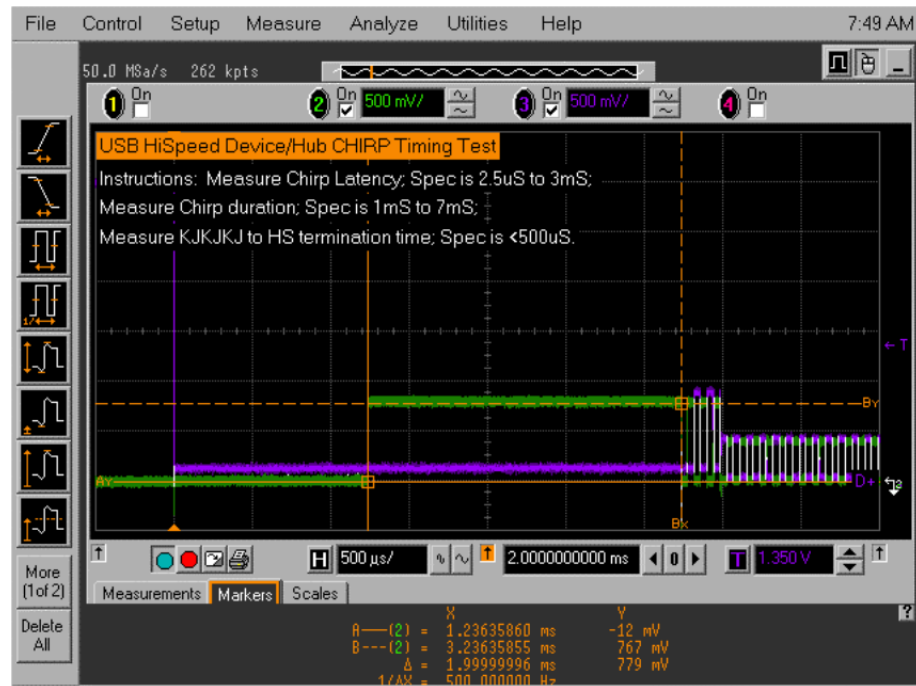 File Control Setup Measure Analyze Utilities Help 7:49 AM
50.0 MSa/s 262 kpts
1 On 2 On 500 mV/ 3 On 500 mV/ 4 On
USB HiSpeed Device/Hub CHIRP Timing Test
Instructions: Measure Chirp Latency; Spec is 2.5uS to 3mS;
Measure Chirp duration; Spec is 1mS to 7mS;
Measure KJKJKJ to HS termination time; Spec is <500uS.
T
By
Ay D+ 2
Bx
H 500 µs/ 2.0000000000 ms 0 T 1.350 V
More
(1of 2)
Delete
All
Measurements Markers Scales
X Y
A---(2) = 1.23635860 ms -12 mV
B---(2) = 3.23635855 ms 767 mV
Δ = 1.99999996 ms 779 mV
1/ΔX = 500.000000 Hz
?